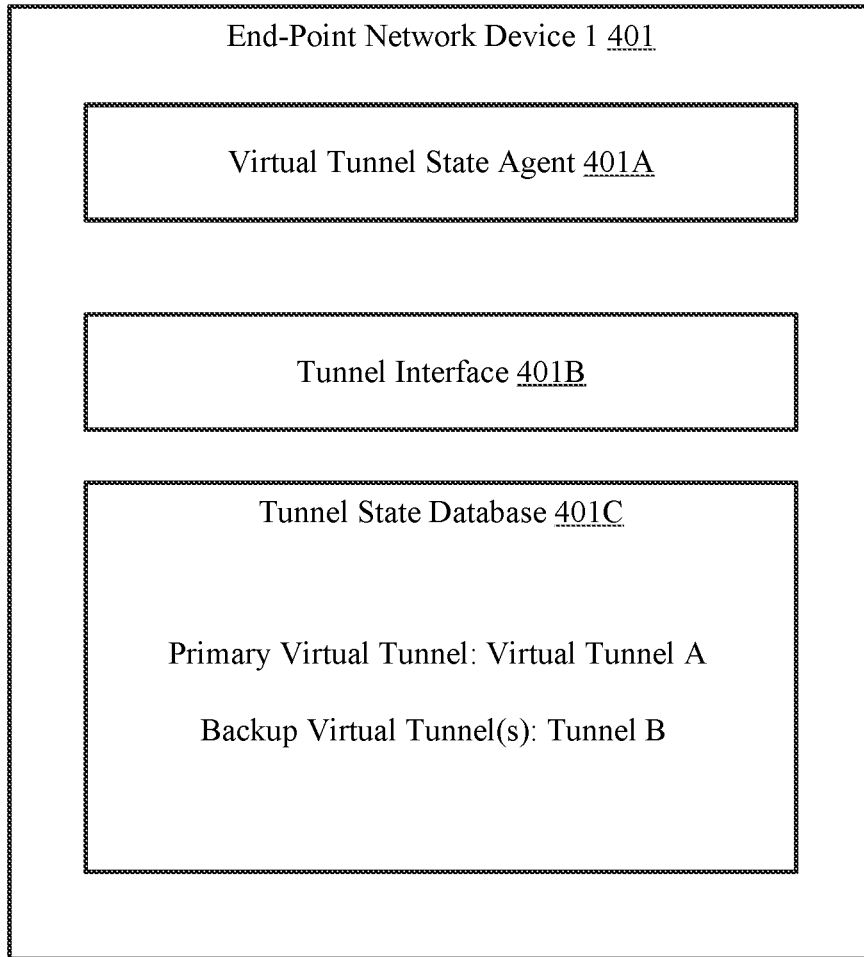 End-Point Network Device 1 401
Virtual Tunnel State Agent 401A
Tunnel Interface 401B
Tunnel State Database 401C
Primary Virtual Tunnel: Virtual Tunnel A
Backup Virtual Tunnel(s): Tunnel B